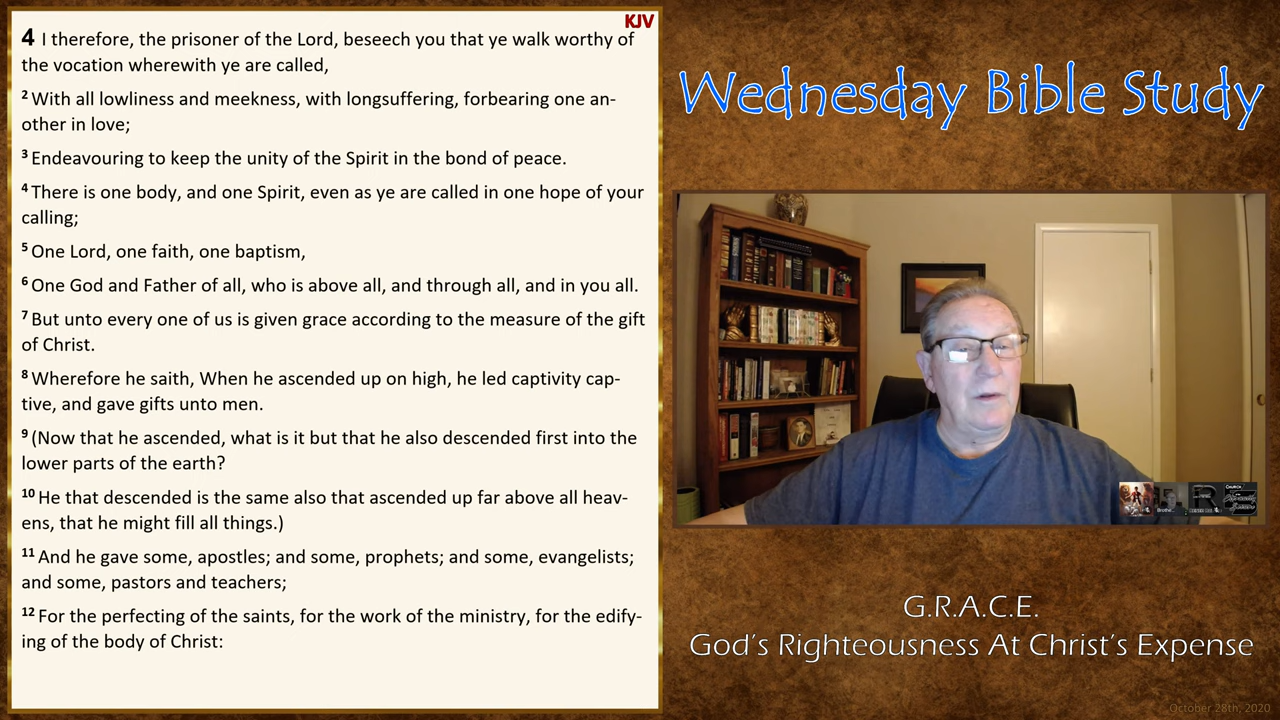 KJV
4 I therefore, the prisoner of the Lord, beseech you that ye walk worthy of
the vocation wherewith ye are called,
2 With all lowliness and meekness, with longsuffering, forbearing one an-
other in love;
3 Endeavouring to keep the unity of the Spirit in the bond of peace.
4 There is one body, and one Spirit, even as ye are called in one hope of your
calling;
5 One Lord, one faith, one baptism,
6 One God and Father of all, who is above all, and through all, and in you all.
7 But unto every one of us is given grace according to the measure of the gift
of Christ.
8 Wherefore he saith, When he ascended up on high, he led captivity cap-
tive, and gave gifts unto men.
9 (Now that he ascended, what is it but that he also descended first into the
lower parts of the earth?
10 He that descended is the same also that ascended up far above all heav-
ens, that he might fill all things.)
11 And he gave some, apostles; and some, prophets; and some, evangelists;
and some, pastors and teachers;
12 For the perfecting of the saints, for the work of the ministry, for the edify-
ing of the body of Christ:
Wednesday Bible Study
Brothe...
CHURCH
G.R.A.C.E.
God's Righteousness At Christ's Expense
October 28th, 2020